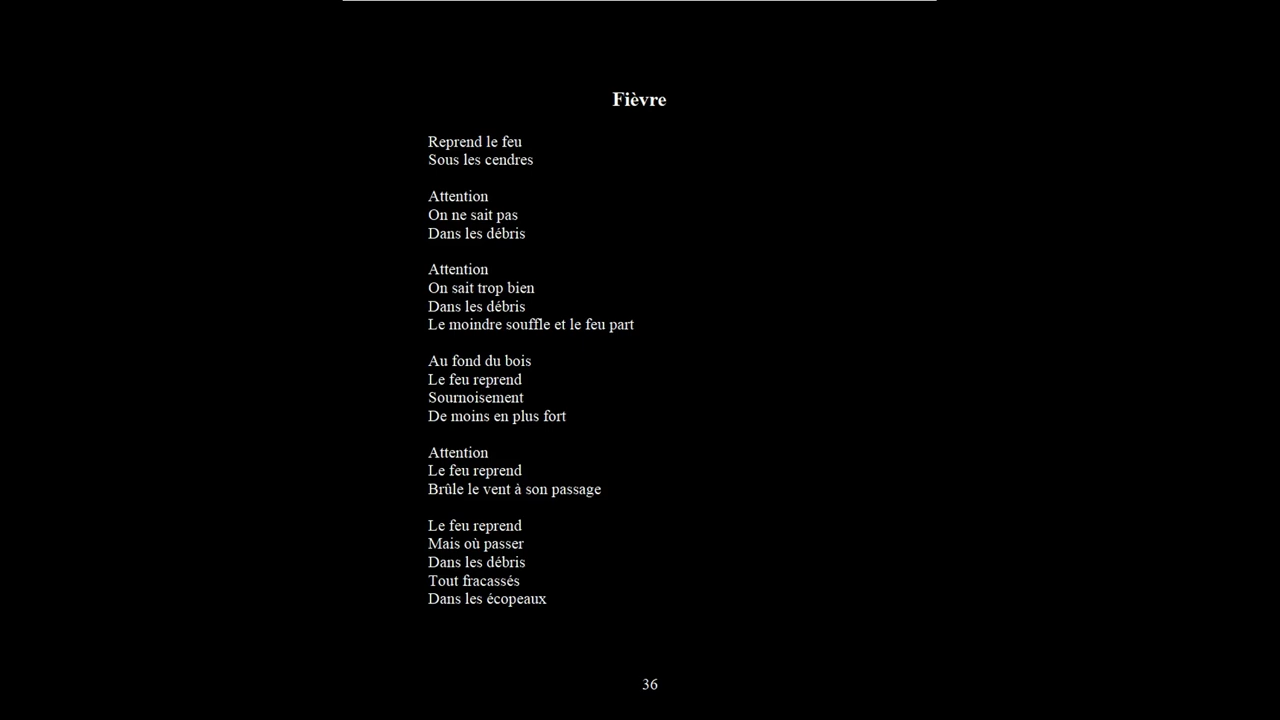 Fièvre
Reprend le feu
Sous les cendres
Attention
On ne sait pas
Dans les débris
Attention
On sait trop bien
Dans les débris
Le moindre souffle et le feu part
Au fond du bois
Le feu reprend
Sournoisement
De moins en plus fort
Attention
Le feu reprend
Brûle le vent à son passage
Le feu reprend
Mais où passer
Dans les débris
Tout fracassés
Dans les écopeaux
36